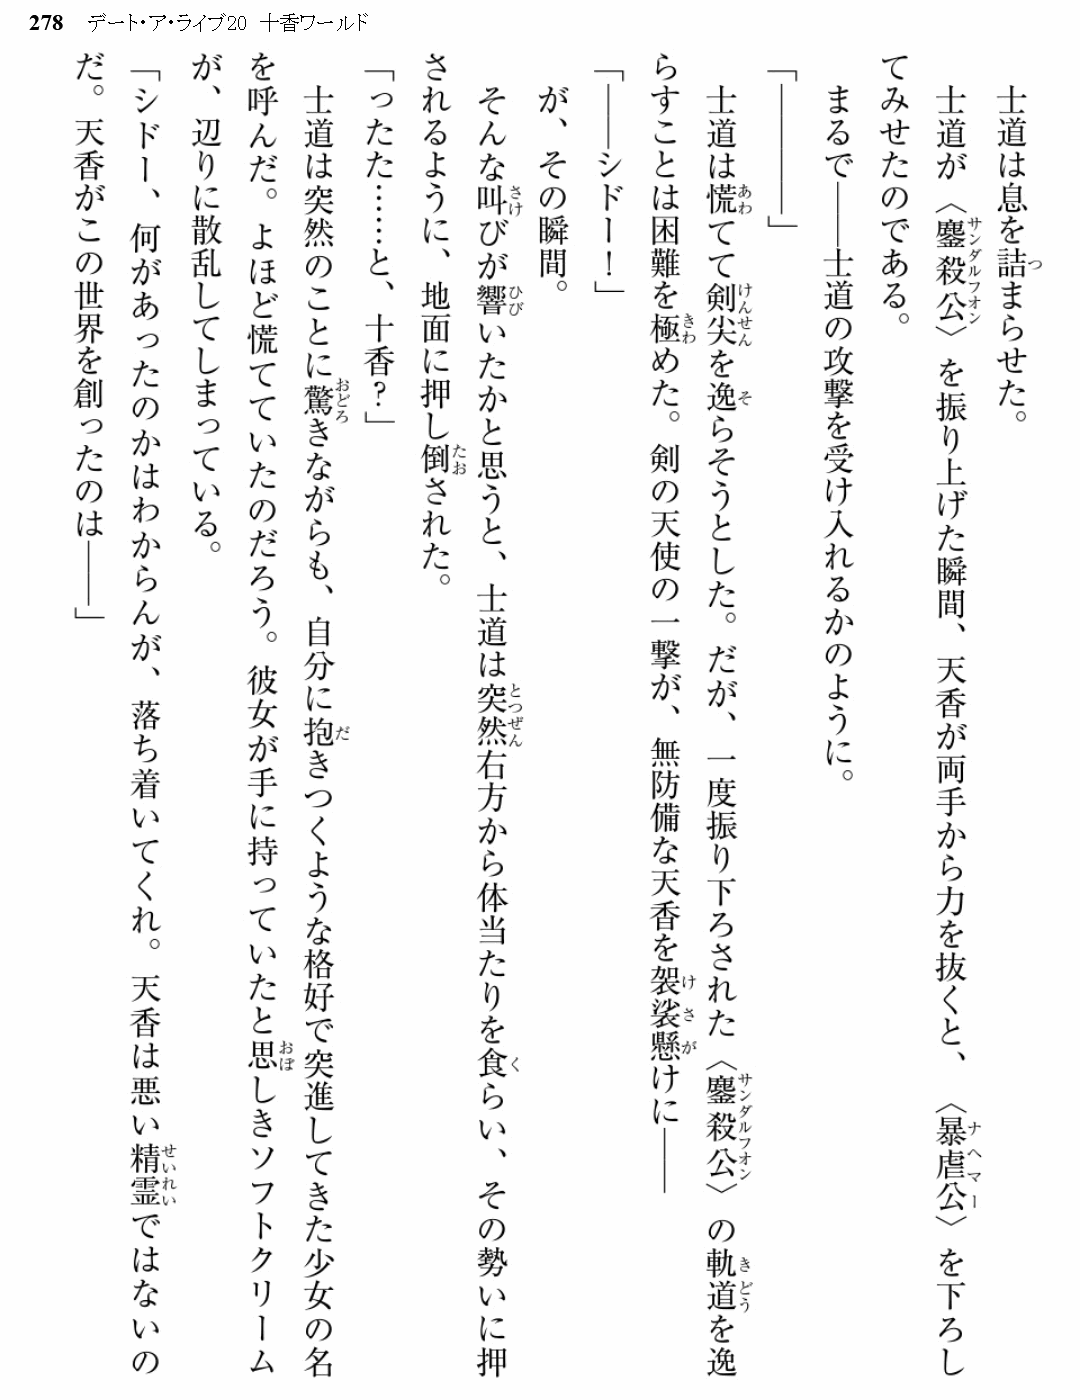 278 デート・ア・ライブ20 十香ワールド
士道は息を詰まらせた。
士道が〈鏖殺公〉を振り上げた瞬間、天香が両手から力を抜くと、〈暴虐公〉を下ろし
てみせたのである。
まるで――士道の攻撃を受け入れるかのように。
「――――」
士道は慌てて剣尖を逸らそうとした。だが、一度振り下ろされた〈鏖殺公〉の軌道を逸
らすことは困難を極めた。剣の天使の一撃が、無防備な天香を袈裟懸けに――
「――シドー！」
が、その瞬間。
そんな叫びが響いたかと思うと、士道は突然右方から体当たりを食らい、その勢いに押
されるように、地面に押し倒された。
「ったた……と、十香？」
士道は突然のことに驚きながらも、自分に抱きつくような格好で突進してきた少女の名
を呼んだ。よほど慌てていたのだろう。彼女が手に持っていたと思しきソフトクリーム
が、辺りに散乱してしまっている。
「シドー、何があったのかはわからんが、落ち着いてくれ。天香は悪い精霊ではないの
だ。天香がこの世界を創ったのは――」